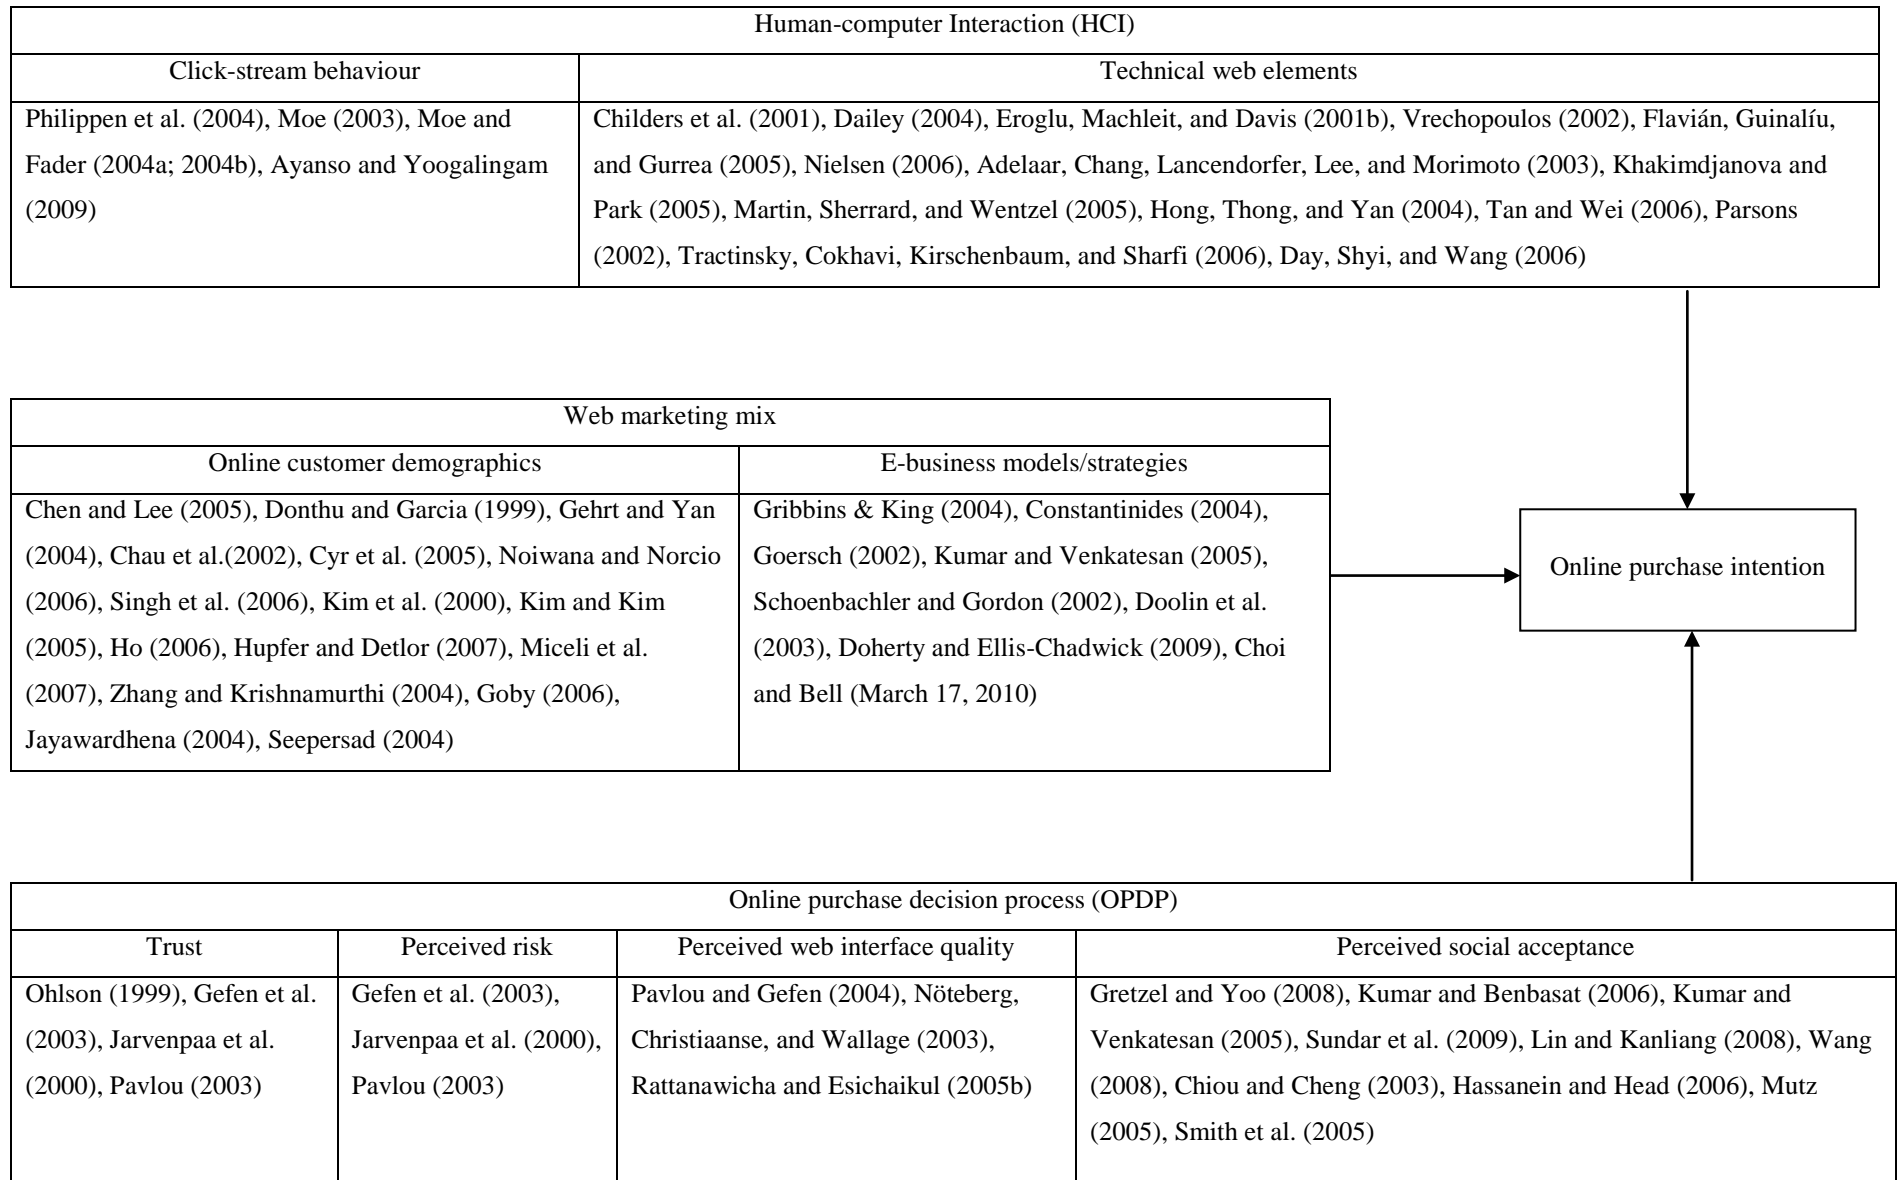 Human-computer Interaction (HCI)
Click-stream behaviour
Technical web elements
Philippen et al. (2004), Moe (2003), Moe and
Fader (2004a; 2004b), Ayanso and Yoogalingam
(2009)
Childers et al. (2001), Dailey (2004), Eroglu, Machleit, and Davis (2001b), Vrechopoulos (2002), Flavián, Guinalíu,
and Gurrea (2005), Nielsen (2006), Adelaar, Chang, Lancendorfer, Lee, and Morimoto (2003), Khakimdjanova and
Park (2005), Martin, Sherrard, and Wentzel (2005), Hong, Thong, and Yan (2004), Tan and Wei (2006), Parsons
(2002), Tractinsky, Cokhavi, Kirschenbaum, and Sharfi (2006), Day, Shyi, and Wang (2006)
Web marketing mix
Online customer demographics
E-business models/strategies
Chen and Lee (2005), Donthu and Garcia (1999), Gehrt and Yan
(2004), Chau et al.(2002), Cyr et al. (2005), Noiwana and Norcio
(2006), Singh et al. (2006), Kim et al. (2000), Kim and Kim
(2005), Ho (2006), Hupfer and Detlor (2007), Miceli et al.
(2007), Zhang and Krishnamurthi (2004), Goby (2006),
Jayawardhena (2004), Seepersad (2004)
Gribbins & King (2004), Constantinides (2004),
Goersch (2002), Kumar and Venkatesan (2005),
Schoenbachler and Gordon (2002), Doolin et al.
(2003), Doherty and Ellis-Chadwick (2009), Choi
and Bell (March 17, 2010)
Online purchase intention
Online purchase decision process (OPDP)
Trust
Perceived risk
Perceived web interface quality
Perceived social acceptance
Ohlson (1999), Gefen et al.
(2003), Jarvenpaa et al.
(2000), Pavlou (2003)
Gefen et al. (2003),
Jarvenpaa et al. (2000),
Pavlou (2003)
Pavlou and Gefen (2004), Nöteberg,
Christiaanse, and Wallage (2003),
Rattanawicha and Esichaikul (2005b)
Gretzel and Yoo (2008), Kumar and Benbasat (2006), Kumar and
Venkatesan (2005), Sundar et al. (2009), Lin and Kanliang (2008), Wang
(2008), Chiou and Cheng (2003), Hassanein and Head (2006), Mutz
(2005), Smith et al. (2005)